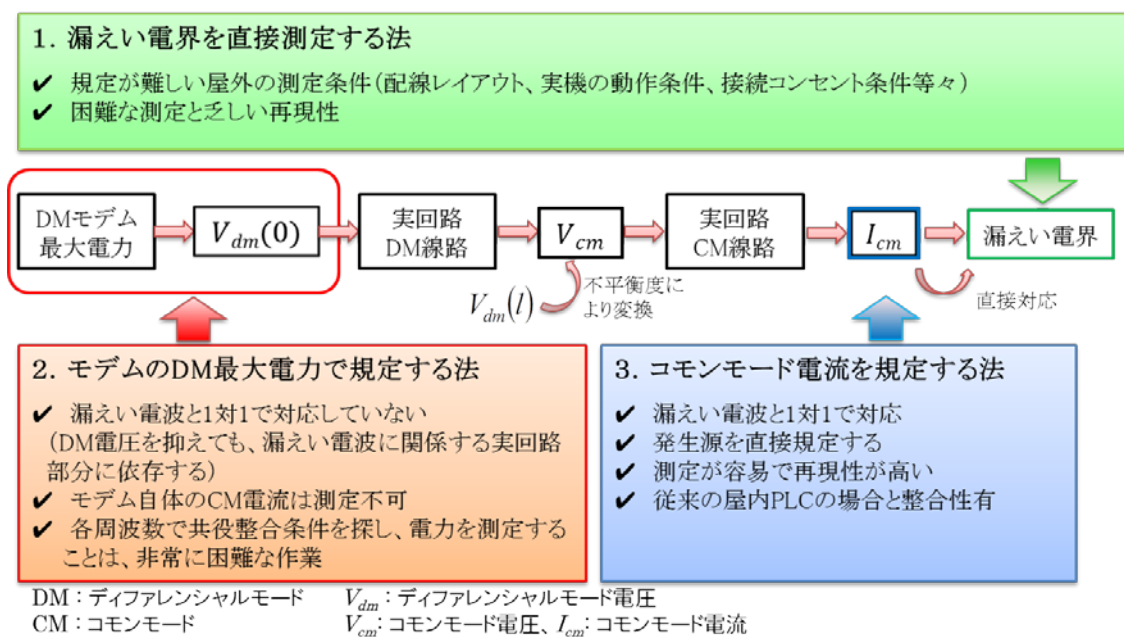 1. 漏えい電界を直接測定する法
✔ 規定が難しい屋外の測定条件(配線レイアウト、実機の動作条件、接続コンセント条件等々)
✔ 困難な測定と乏しい再現性
DMモデム
最大電力
V_dm(0)
実回路
DM線路
V_cm
実回路
CM線路
I_cm
漏えい電界
V_dm(l)
不平衡度に
より変換
直接対応
2. モデムのDM最大電力で規定する法
✔ 漏えい電波と1対1で対応していない
(DM電圧を抑えても、漏えい電波に関係する実回路
部分に依存する)
✔ モデム自体のCM電流は測定不可
✔ 各周波数で共役整合条件を探し、電力を測定する
ことは、非常に困難な作業
3. コモンモード電流を規定する法
✔ 漏えい電波と1対1で対応
✔ 発生源を直接規定する
✔ 測定が容易で再現性が高い
✔ 従来の屋内PLCの場合と整合性有
DM:ディファレンシャルモード V_dm:ディファレンシャルモード電圧
CM:コモンモード V_cm:コモンモード電圧、I_cm:コモンモード電流